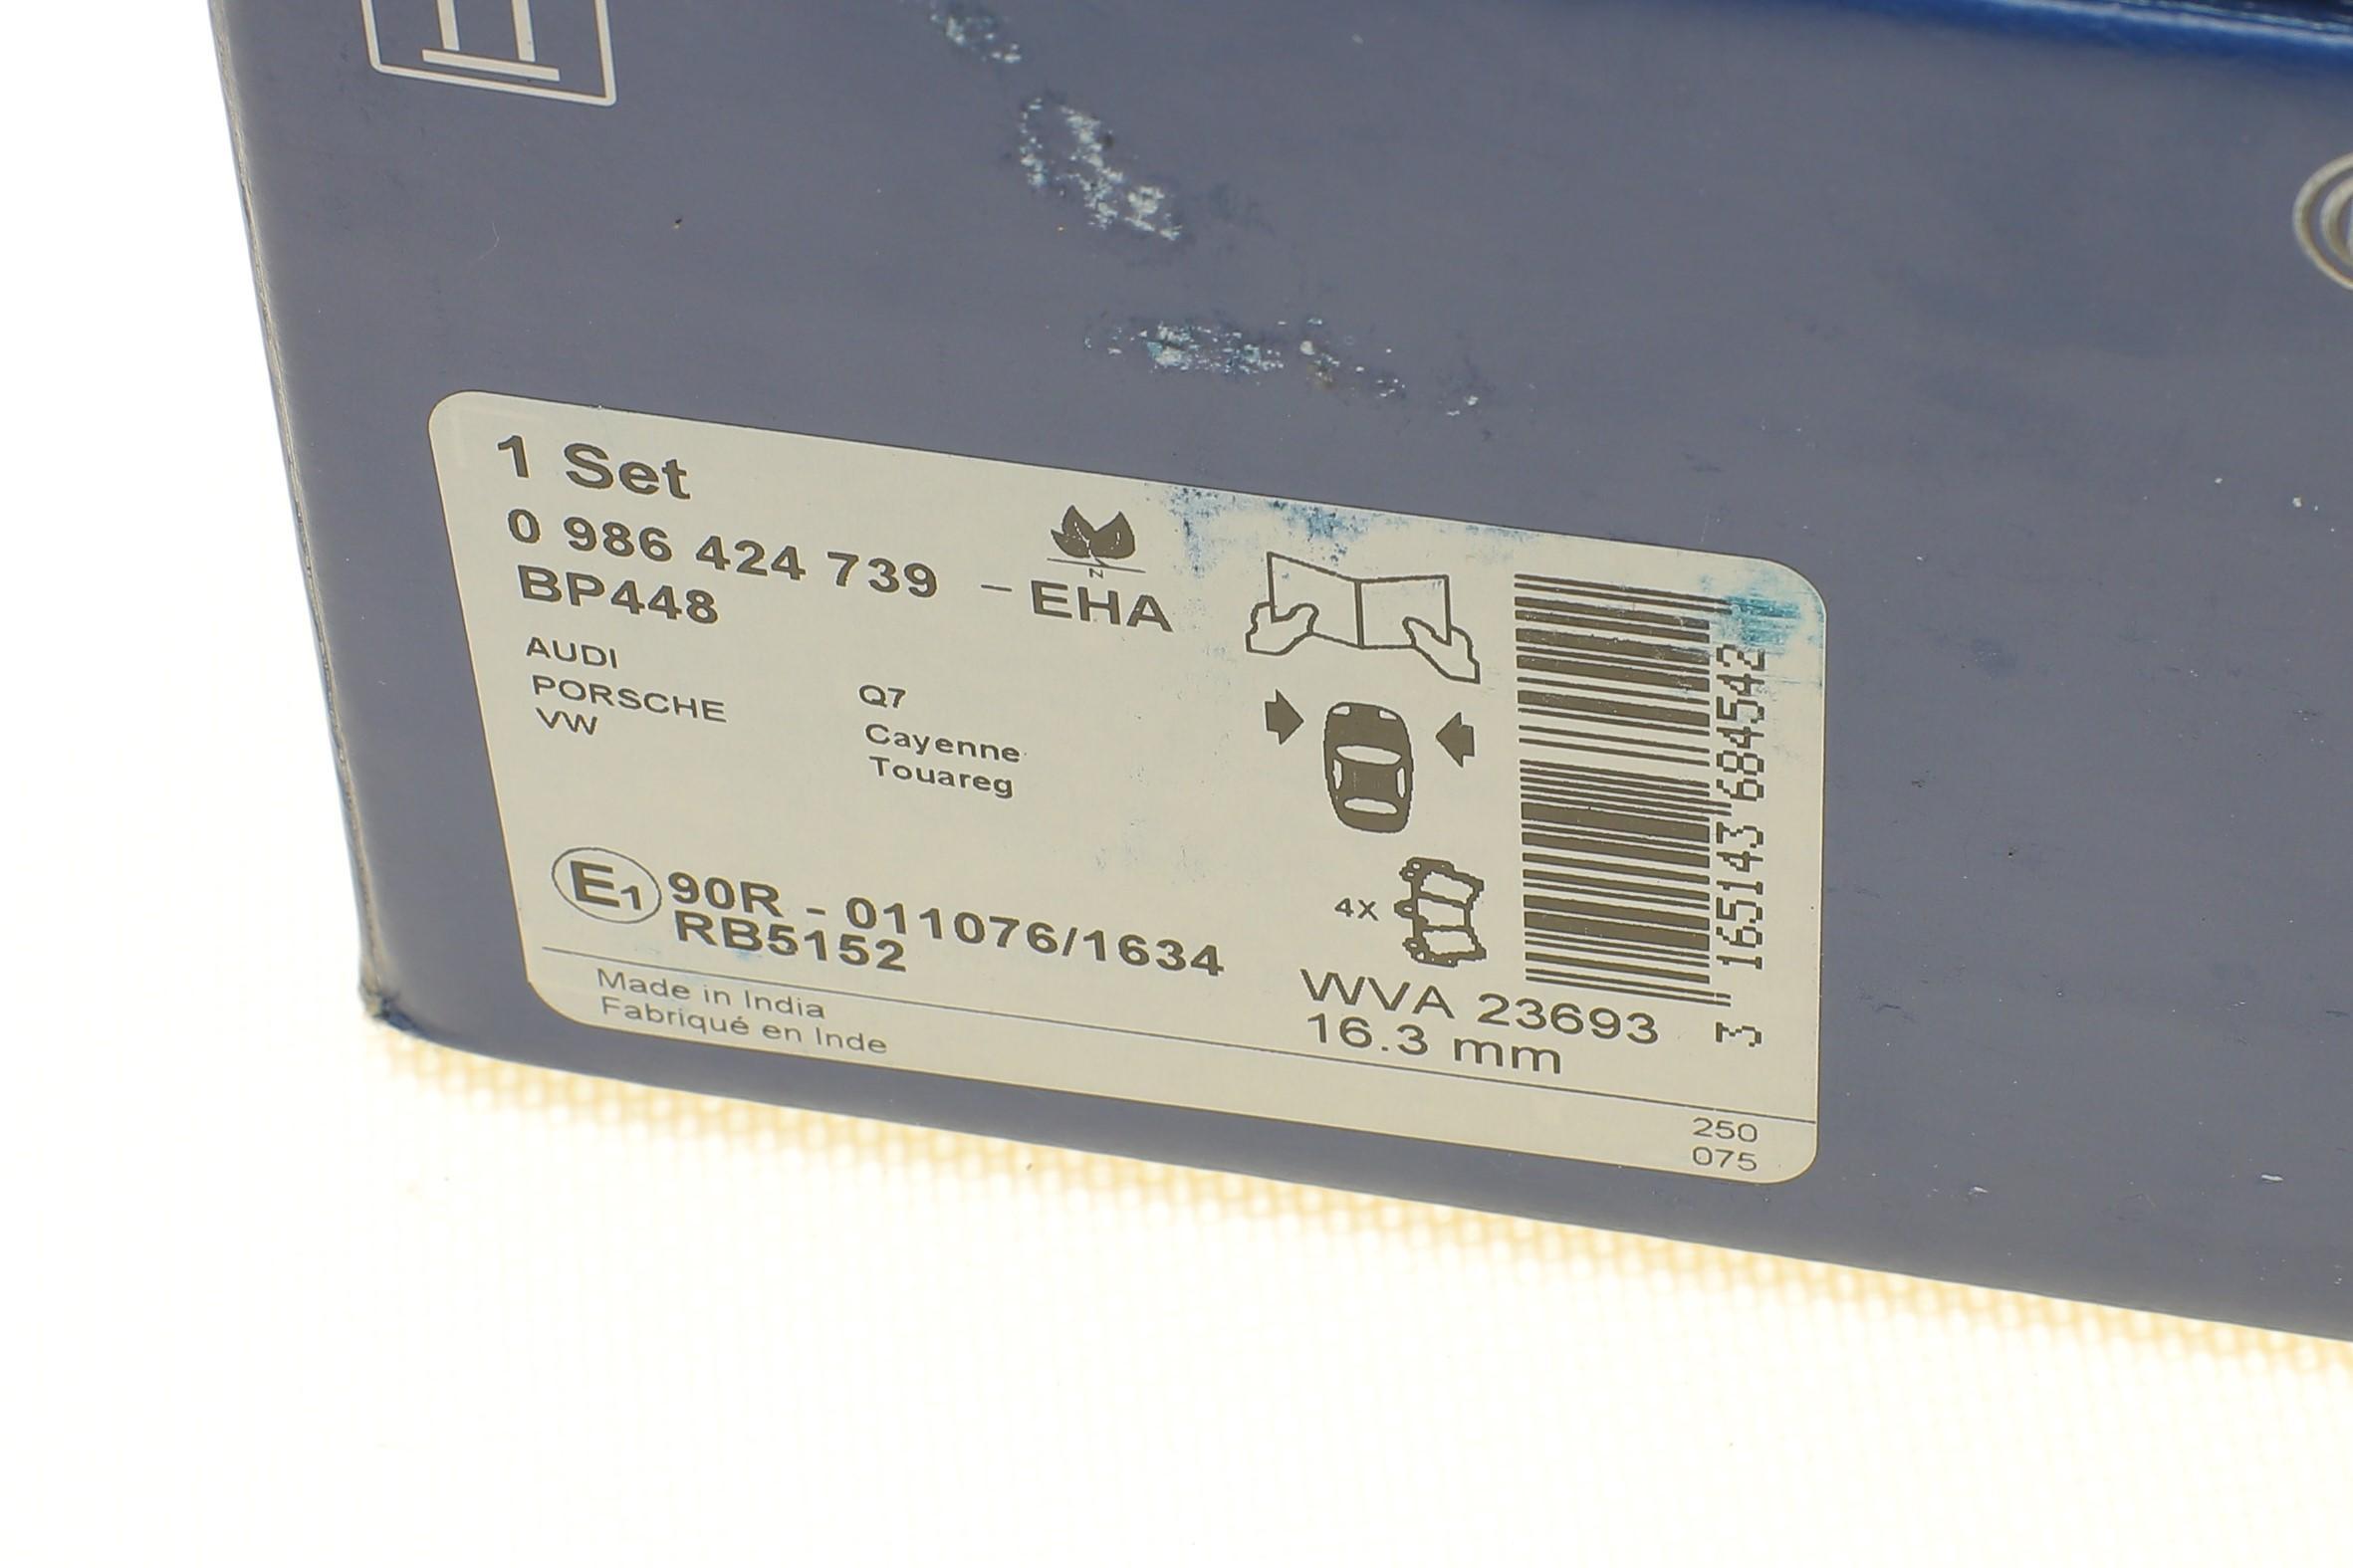 1 Set
0 986 424 739 - EHA
N
BP448
AUDI
PORSCHE
VW
Q7
Cayenne
Touareg
E1 90R - 011076/1634
RB5152
4X
WVA 23693
16.3 mm
3 165143 684542
Made in India
Fabriqué en Inde
250
075